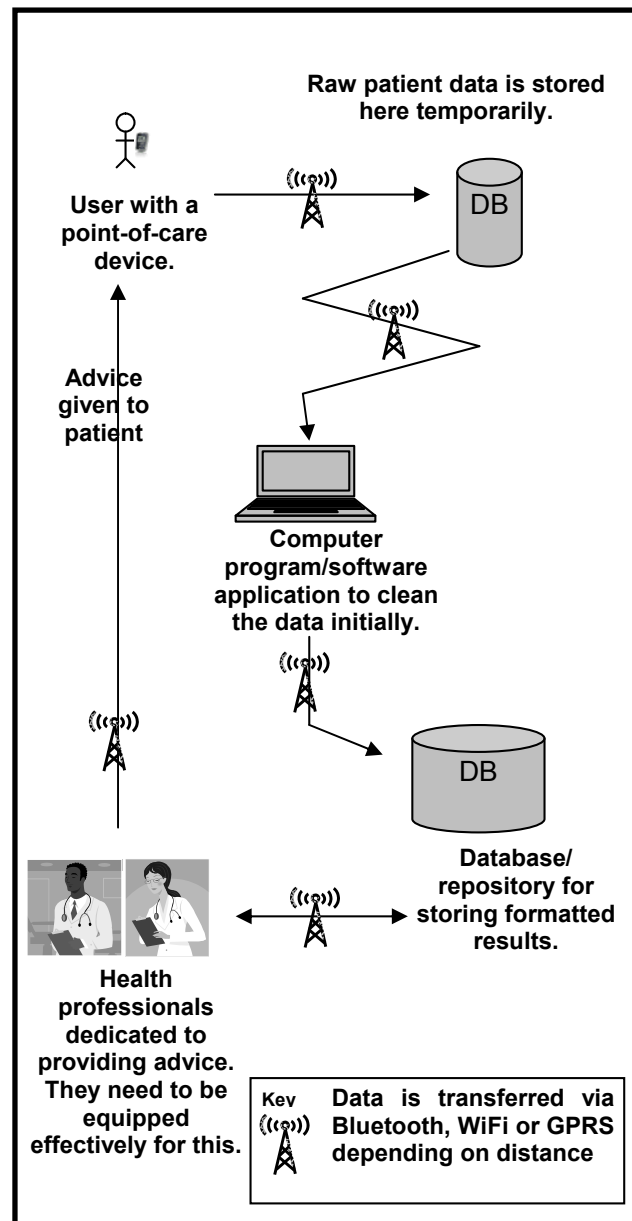 Raw patient data is stored
here temporarily.
DB
User with a
point-of-care
device.
Advice
given to
patient
Computer
program/software
application to clean
the data initially.
DB
Database/
repository for
storing formatted
results.
Health
professionals
dedicated to
providing advice.
They need to be
equipped
effectively for this.
Key
Data is transferred via
Bluetooth, WiFi or GPRS
depending on distance